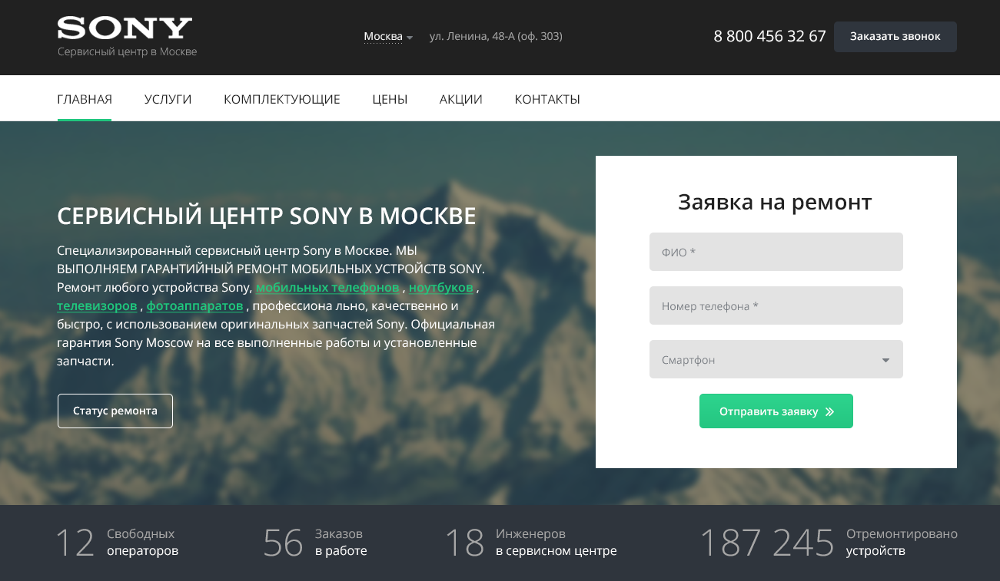 SONY
Сервисный центр в Москве
Москва
ул. Ленина, 48-А (оф. 303)
8 800 456 32 67
Заказать звонок
ГЛАВНАЯ УСЛУГИ КОМПЛЕКТУЮЩИЕ ЦЕНЫ АКЦИИ КОНТАКТЫ
СЕРВИСНЫЙ ЦЕНТР SONY В МОСКВЕ
Специализированный сервисный центр Sony в Москве. МЫ
ВЫПОЛНЯЕМ ГАРАНТИЙНЫЙ РЕМОНТ МОБИЛЬНЫХ УСТРОЙСТВ SONY.
Ремонт любого устройства Sony, мобильных телефонов , ноутбуков ,
телевизоров , фотоаппаратов , профессиона льно, качественно и
быстро, с использованием оригинальных запчастей Sony. Официальная
гарантия Sony Moscow на все выполненные работы и установленные
запчасти.
Статус ремонта
Заявка на ремонт
ФИО *
Номер телефона *
Смартфон
Отправить заявку
12 Свободных
операторов
56 Заказов
в работе
18 Инженеров
в сервисном центре
187 245 Отремонтировано
устройств